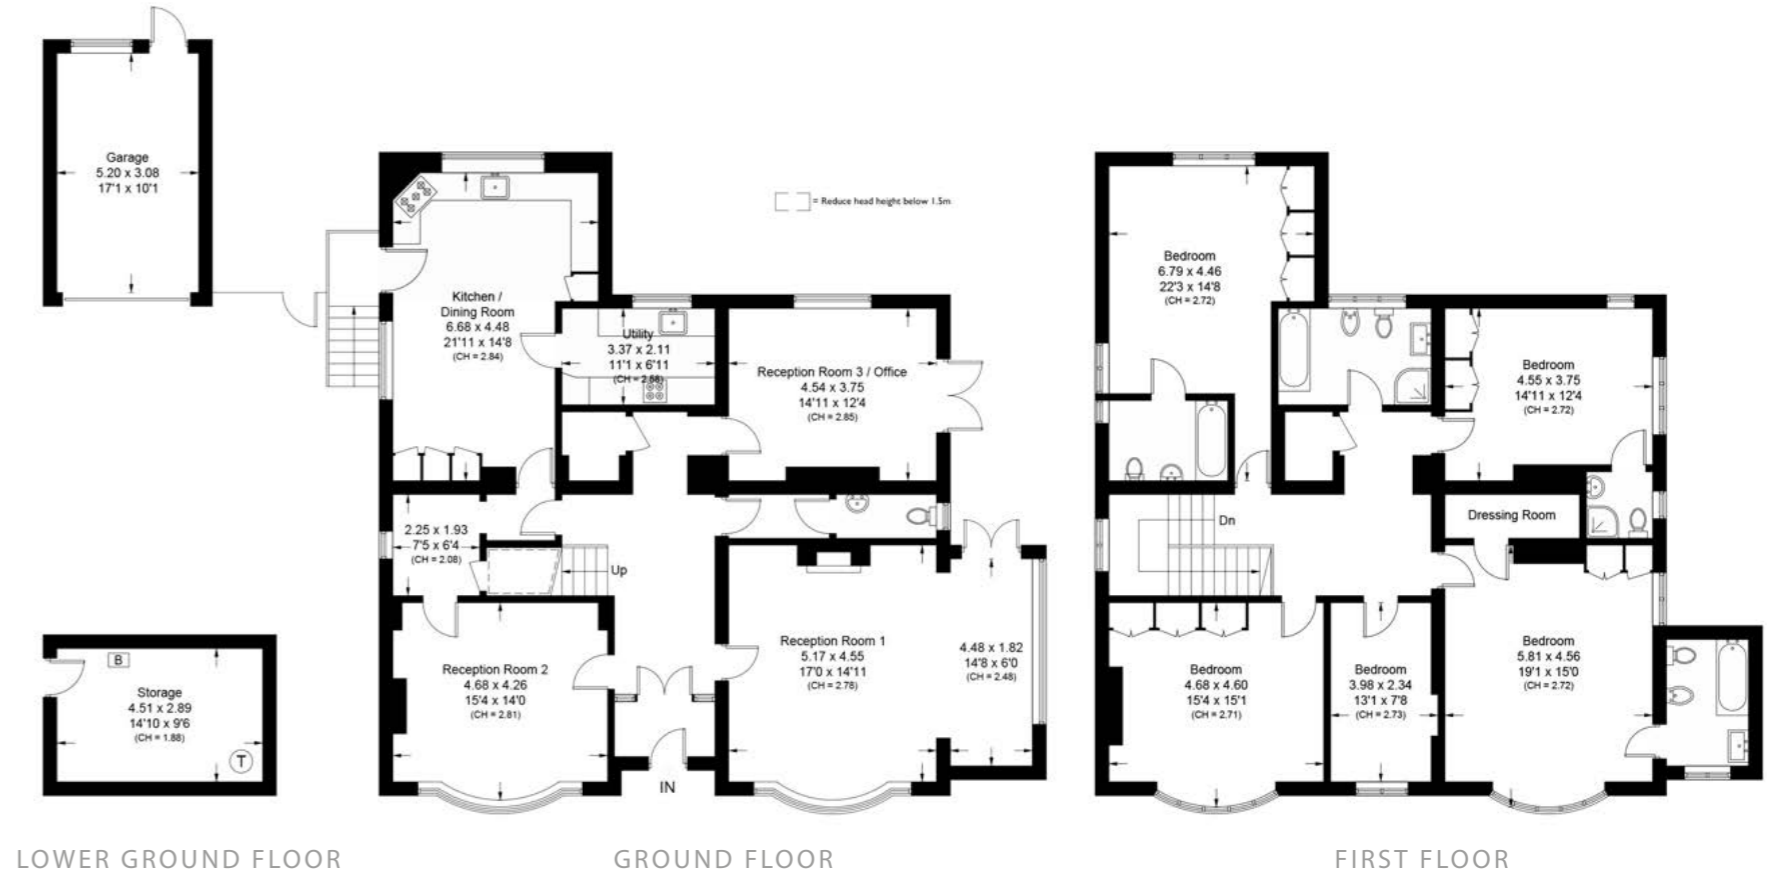 Garage
5.20 x 3.08
17'1 x 10'1
Storage
4.51 x 2.89
14'10 x 9'6
(CH = 1.88)
B
T
LOWER GROUND FLOOR
= Reduce head height below 1.5m
Kitchen /
Dining Room
6.68 x 4.48
21'11 x 14'8
(CH = 2.84)
Utility
3.37 x 2.11
11'1 x 6'11
(CH = 2.68)
Reception Room 3 / Office
4.54 x 3.75
14'11 x 12'4
(CH = 2.85)
2.25 x 1.93
7'5 x 6'4
(CH = 2.08)
Up
Reception Room 2
4.68 x 4.26
15'4 x 14'0
(CH = 2.81)
Reception Room 1
5.17 x 4.55
17'0 x 14'11
(CH = 2.78)
4.48 x 1.82
14'8 x 6'0
(CH = 2.48)
IN
GROUND FLOOR
Bedroom
6.79 x 4.46
22'3 x 14'8
(CH = 2.72)
Bedroom
4.55 x 3.75
14'11 x 12'4
(CH = 2.72)
Dn
Dressing Room
Bedroom
4.68 x 4.60
15'4 x 15'1
(CH = 2.71)
Bedroom
3.98 x 2.34
13'1 x 7'8
(CH = 2.73)
Bedroom
5.81 x 4.56
19'1 x 15'0
(CH = 2.72)
FIRST FLOOR